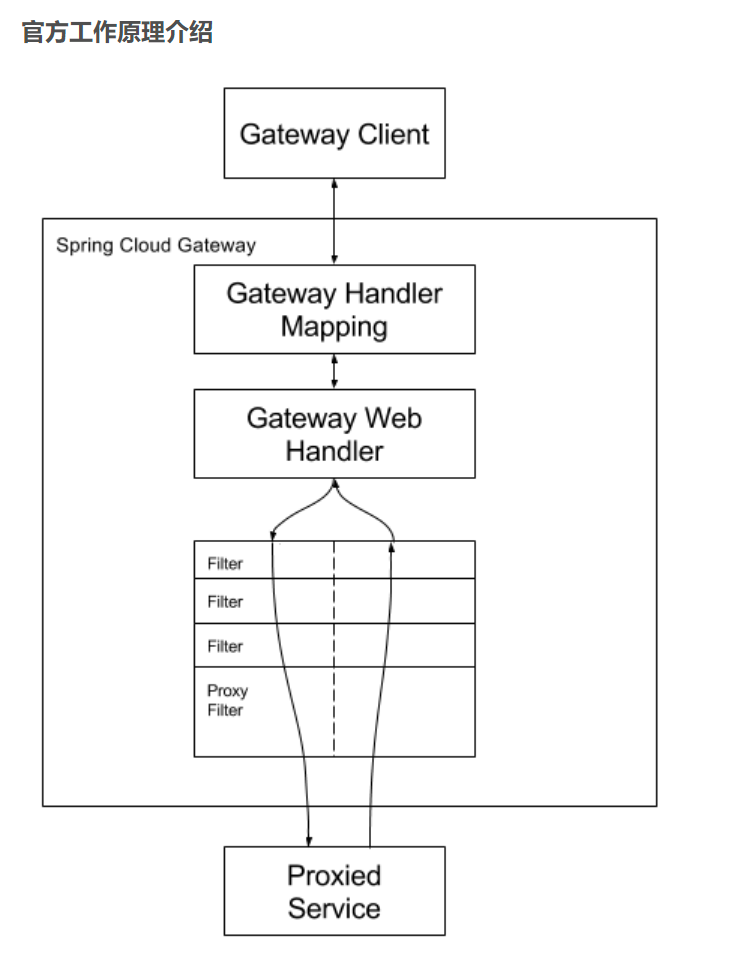 官方工作原理介绍
Gateway Client
Spring Cloud Gateway
Gateway Handler
Mapping
Gateway Web
Handler
Filter
Filter
Filter
Proxy
Filter
Proxied
Service